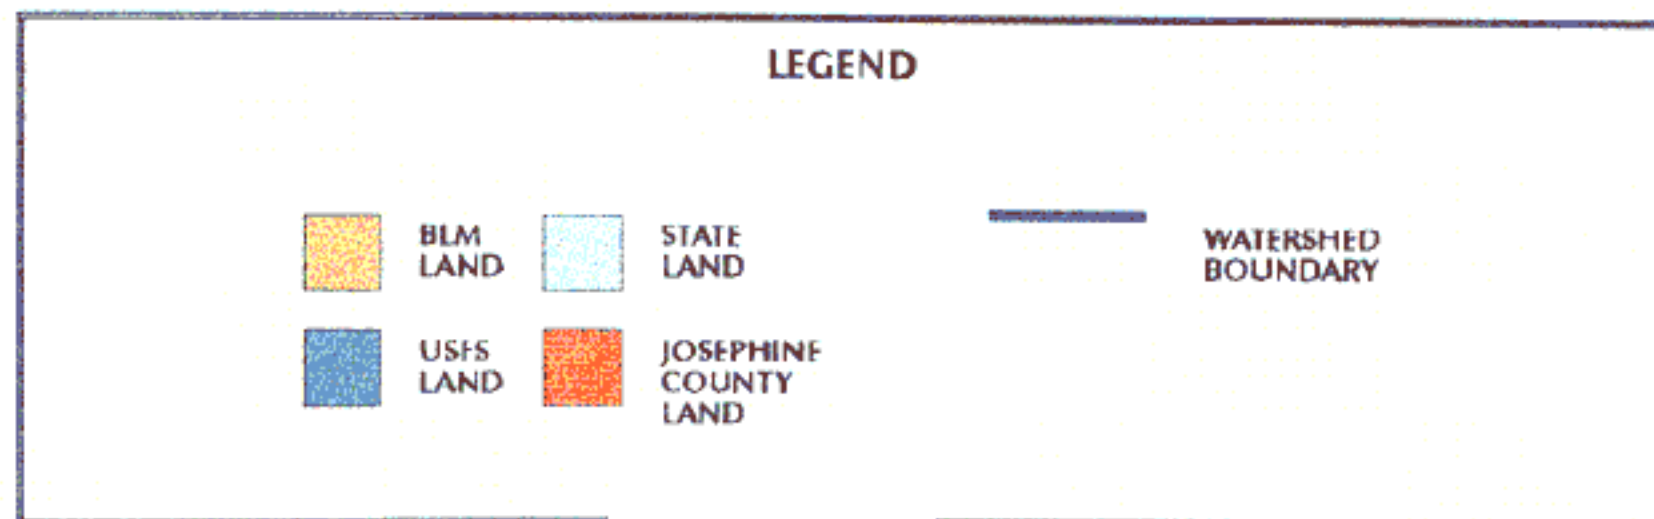 LEGEND
BLM
LAND
STATE
LAND
WATERSHED
BOUNDARY
USFS
LAND
JOSEPHINE
COUNTY
LAND